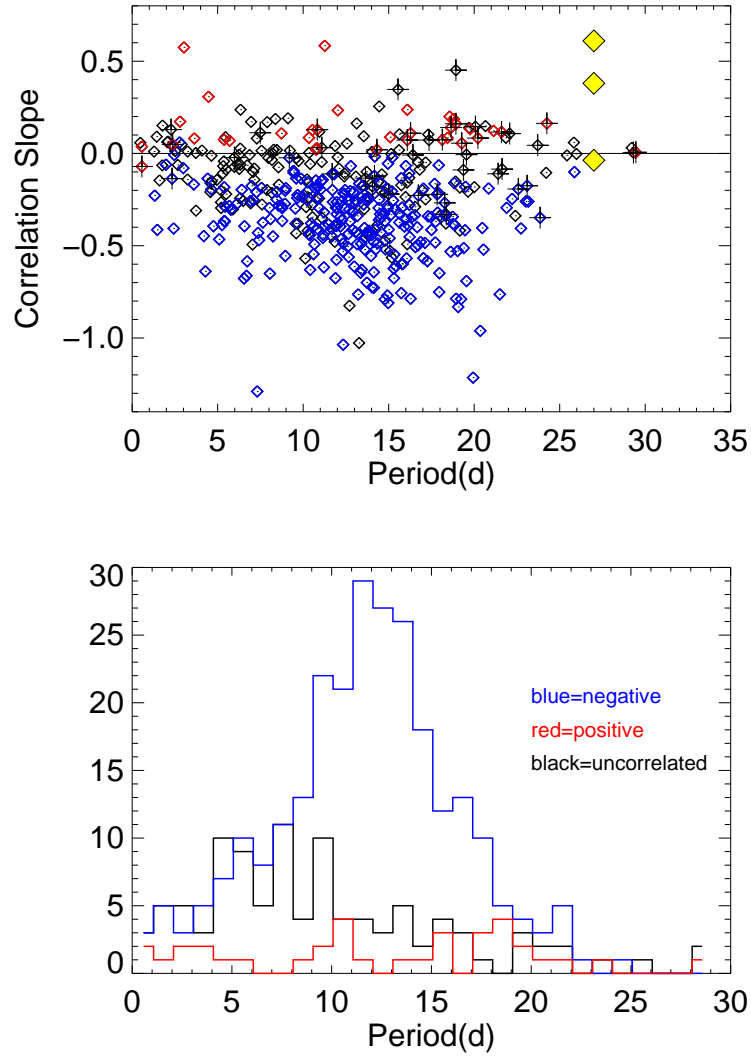 0.5
0.0
−0.5
−1.0
Correlation Slope
0 5 10 15 20 25 30 35
Period(d)
30
25
20
15
10
5
0
blue=negative
red=positive
black=uncorrelated
0 5 10 15 20 25 30
Period(d)